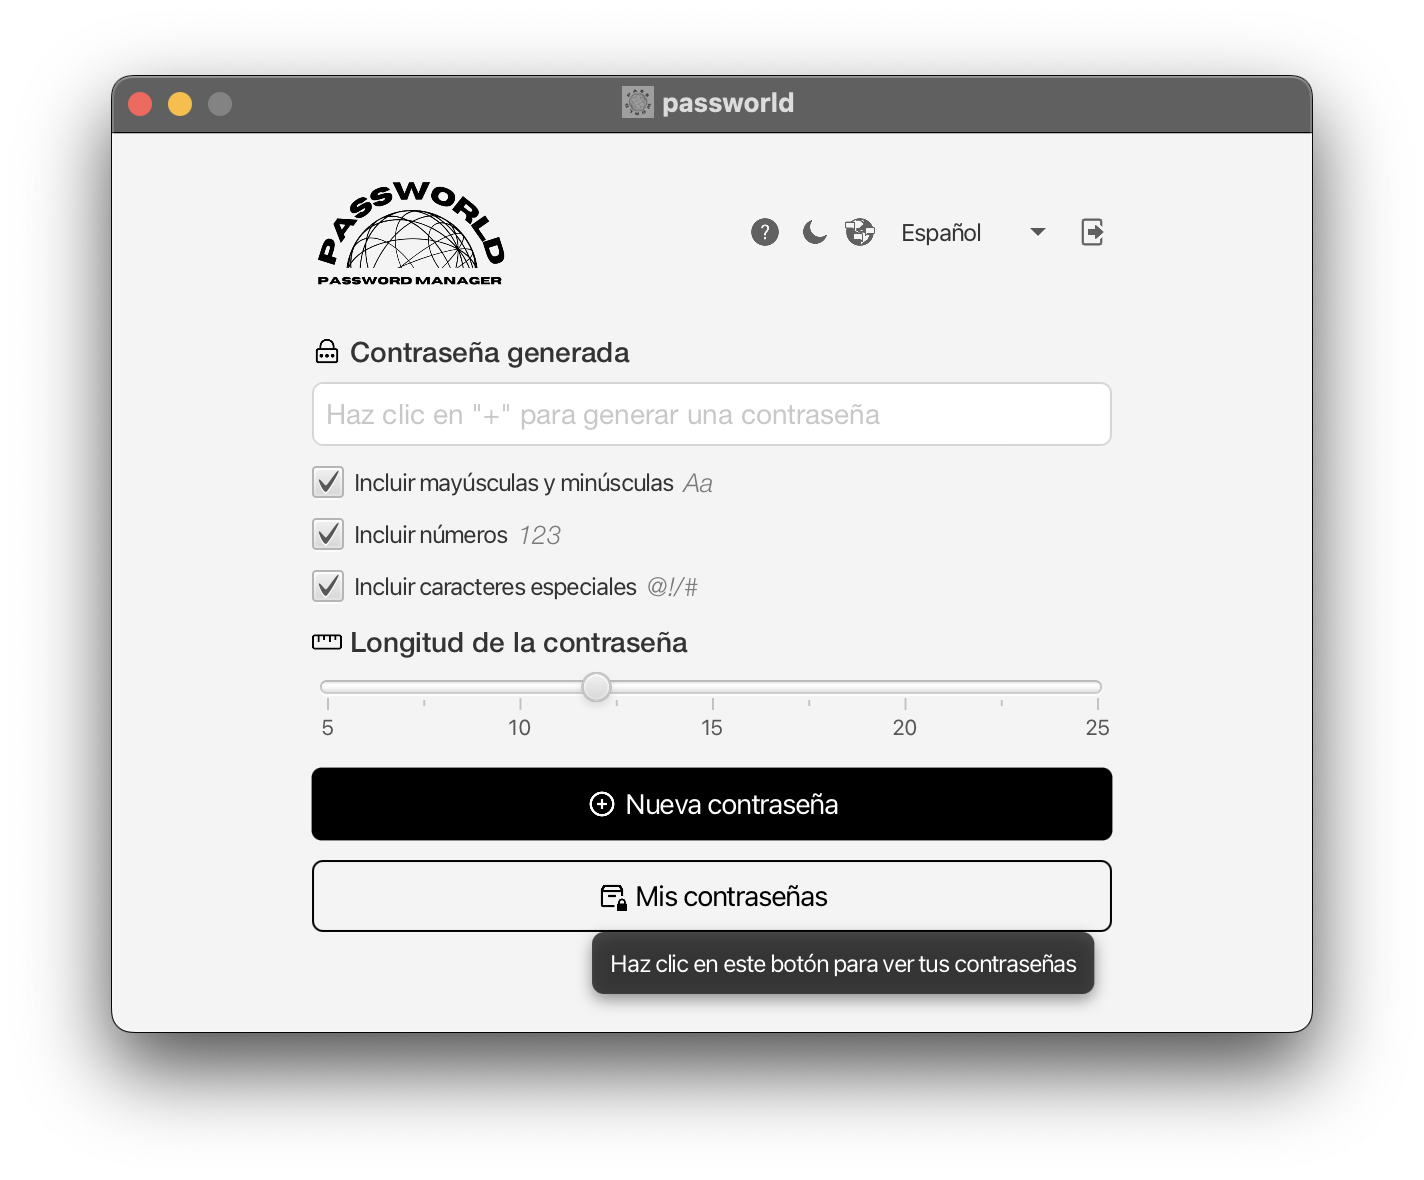 passworld
PASSWORLD
PASSWORD MANAGER
? Español
Contraseña generada
Haz clic en "+" para generar una contraseña
Incluir mayúsculas y minúsculas Aa
Incluir números 123
Incluir caracteres especiales @!/#
Longitud de la contraseña
5 10 15 20 25
Nueva contraseña
Mis contraseñas
Haz clic en este botón para ver tus contraseñas